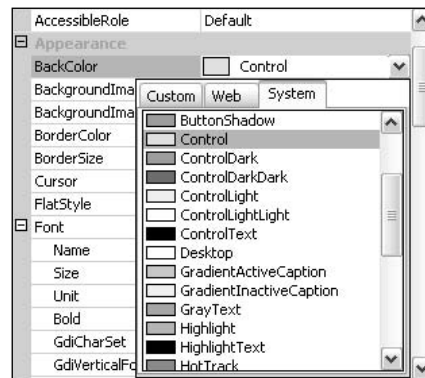 AccessibleRole Default
Appearance
BackColor Control
BackgroundIma
BackgroundIma
BorderColor
BorderSize
Cursor
FlatStyle
Font
Name
Size
Unit
Bold
GdiCharSet
GdiVerticalFo
Custom Web System
ButtonShadow
Control
ControlDark
ControlDarkDark
ControlLight
ControlLightLight
ControlText
Desktop
GradientActiveCaption
GradientInactiveCaption
GrayText
Highlight
HighlightText
HotTrack